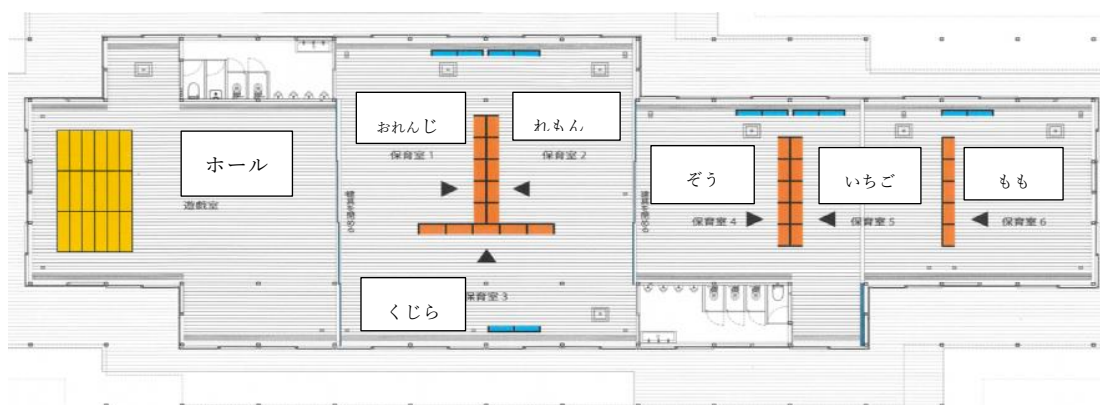 おれんじ
れもん
保育室 1
保育室 2
ホール
遊戯室
ぞう
いちご
もも
保育室 4
保育室 5
保育室 6
くじら
保育室 3